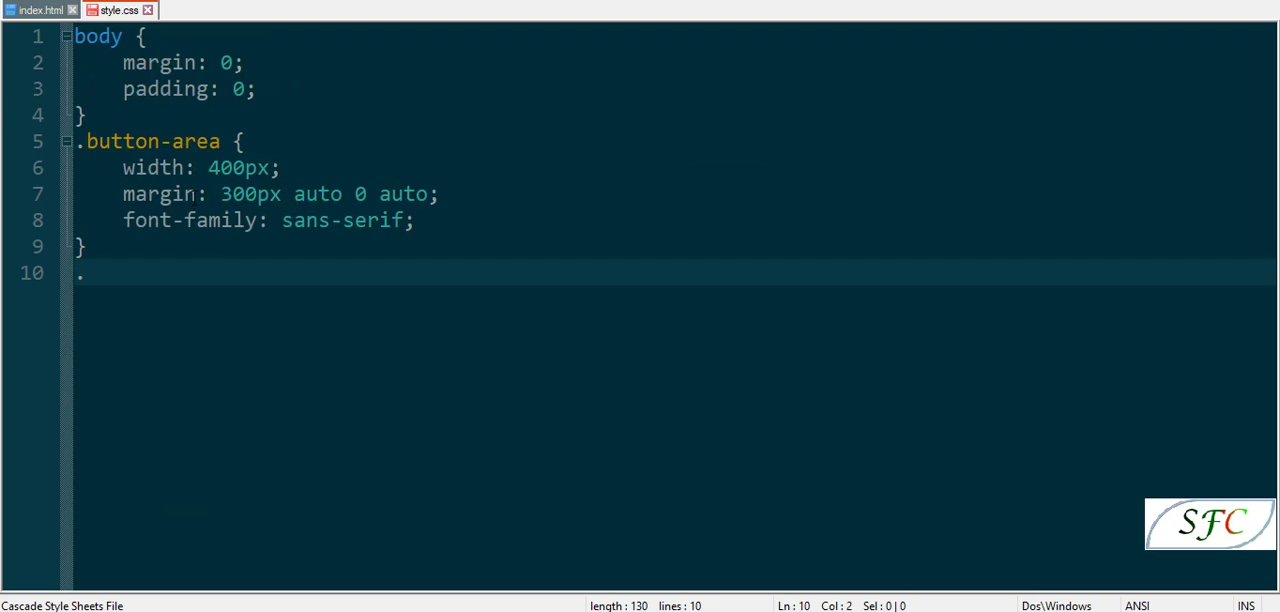 index.html style.css
1 body {
2 margin: 0;
3 padding: 0;
4 }
5 .button-area {
6 width: 400px;
7 margin: 300px auto 0 auto;
8 font-family: sans-serif;
9 }
10 .
SFC
Cascade Style Sheets File length : 130 lines : 10 Ln : 10 Col : 2 Sel : 0 | 0 Dos\Windows ANSI INS